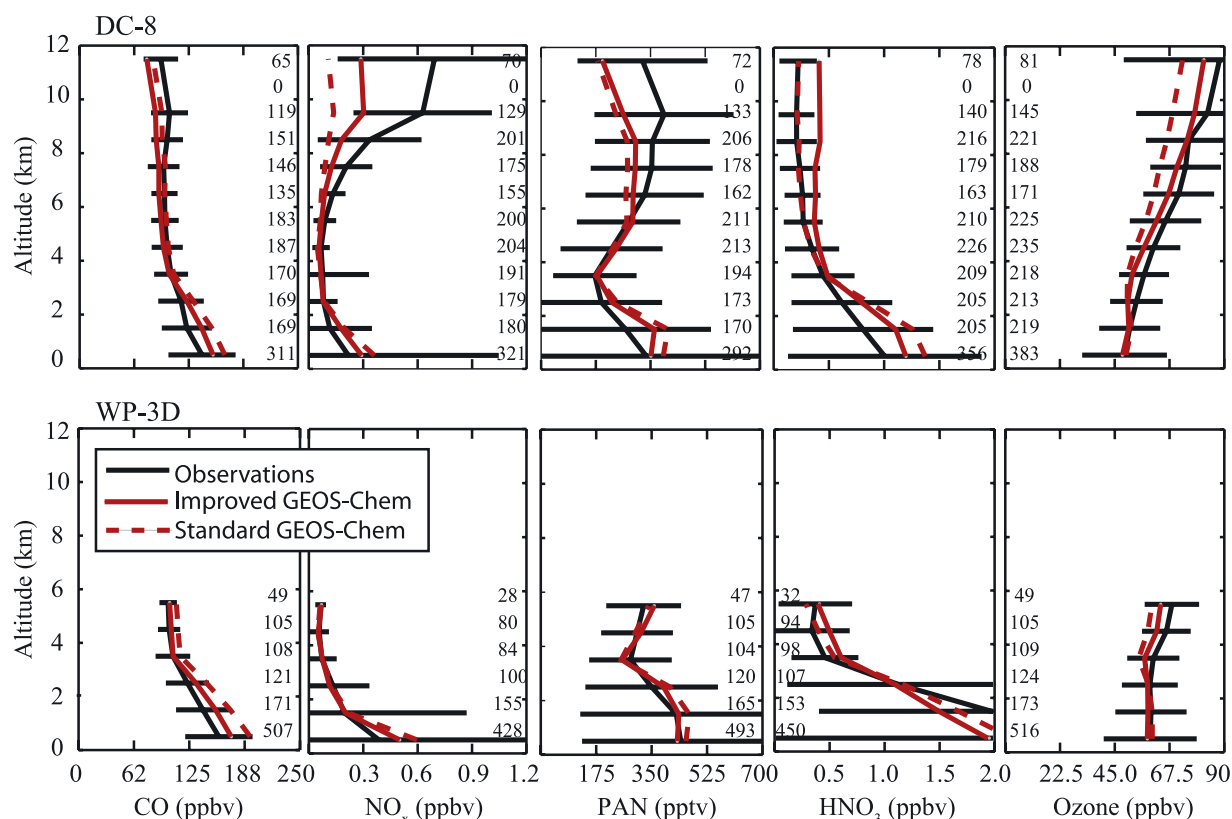 DC-8
12
10
8
6
4
2
0
Altitude (km)
65 70 72 78 81
0 0 0 0
119 129 133 140 145
151 201 206 216 221
146 175 178 179 188
135 155 162 163 171
183 200 211 210 225
187 204 213 226 235
170 191 194 209 218
169 179 173 205 213
169 180 170 205 219
311 321 292 356 383
WP-3D
12
10
8
6
4
2
0
Altitude (km)
Observations
Improved GEOS-Chem
Standard GEOS-Chem
49 28 47 32 49
105 80 105 94 105
108 84 104 98 109
121 100 120 107 124
171 155 165 153 173
507 428 493 450 516
0 62 125 188 250 0.3 0.6 0.9 1.2 175 350 525 700 0.5 1.0 1.5 2.0 22.5 45.0 67.5 90
CO (ppbv) NOx (ppbv) PAN (pptv) HNO3 (ppbv) Ozone (ppbv)